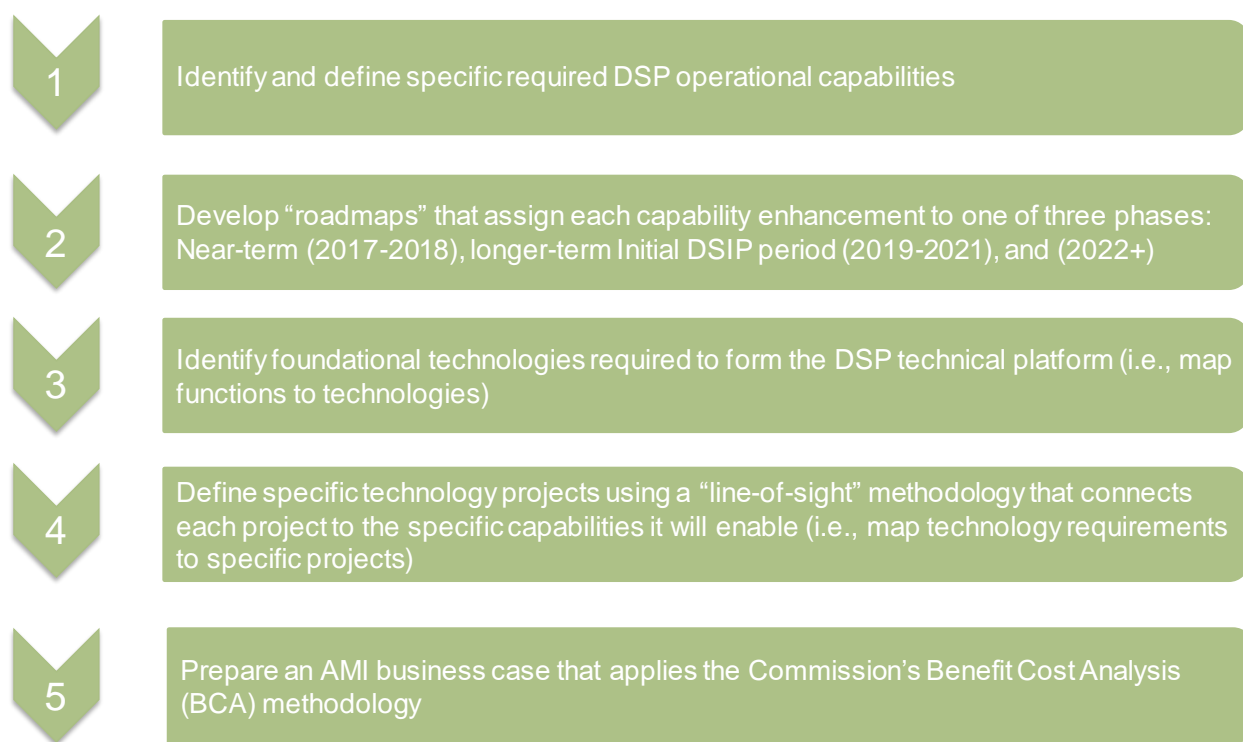 1
Identify and define specific required DSP operational capabilities
2
Develop “roadmaps” that assign each capability enhancement to one of three phases:
Near-term (2017-2018), longer-term Initial DSIP period (2019-2021), and (2022+)
3
Identify foundational technologies required to form the DSP technical platform (i.e., map
functions to technologies)
4
Define specific technology projects using a “line-of-sight” methodology that connects
each project to the specific capabilities it will enable (i.e., map technology requirements
to specific projects)
5
Prepare an AMI business case that applies the Commission’s Benefit Cost Analysis
(BCA) methodology